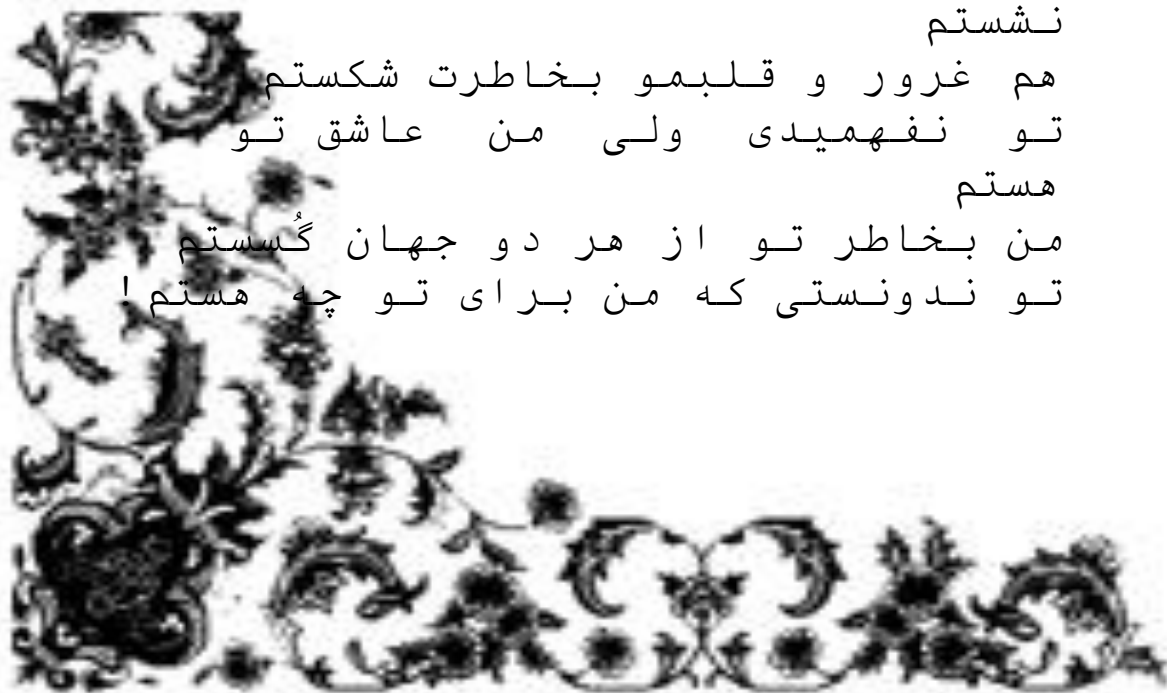 نشستم
هم غرور و قلبمو بخاطرت شکستم
تو نفهمیدی ولی من عاشق تو
هستم
من بخاطر تو از هر دو جهان گُسستم
تو ندونستی که من برای تو چه هستم!